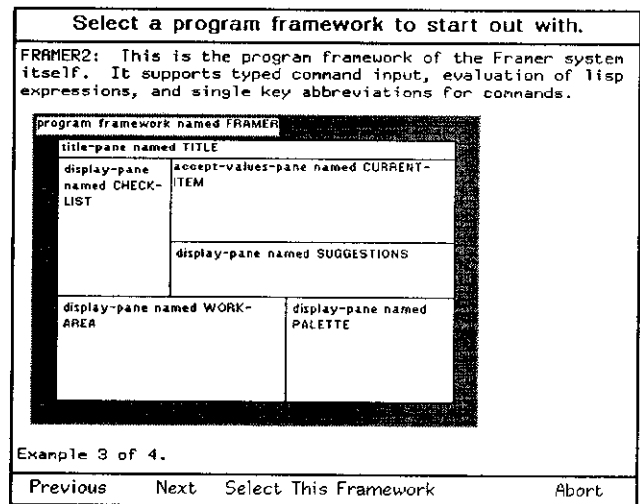 Select a program framework to start out with.
FRAMER2: This is the program framework of the Framer system
itself. It supports typed command input, evaluation of lisp
expressions, and single key abbreviations for commands.
program framework named FRAMER
title-pane named TITLE
display-pane
named CHECK-
LIST
accept-values-pane named CURRENT-
ITEM
display-pane named SUGGESTIONS
display-pane named WORK-
AREA
display-pane named
PALETTE
Example 3 of 4.
Previous Next Select This Framework Abort